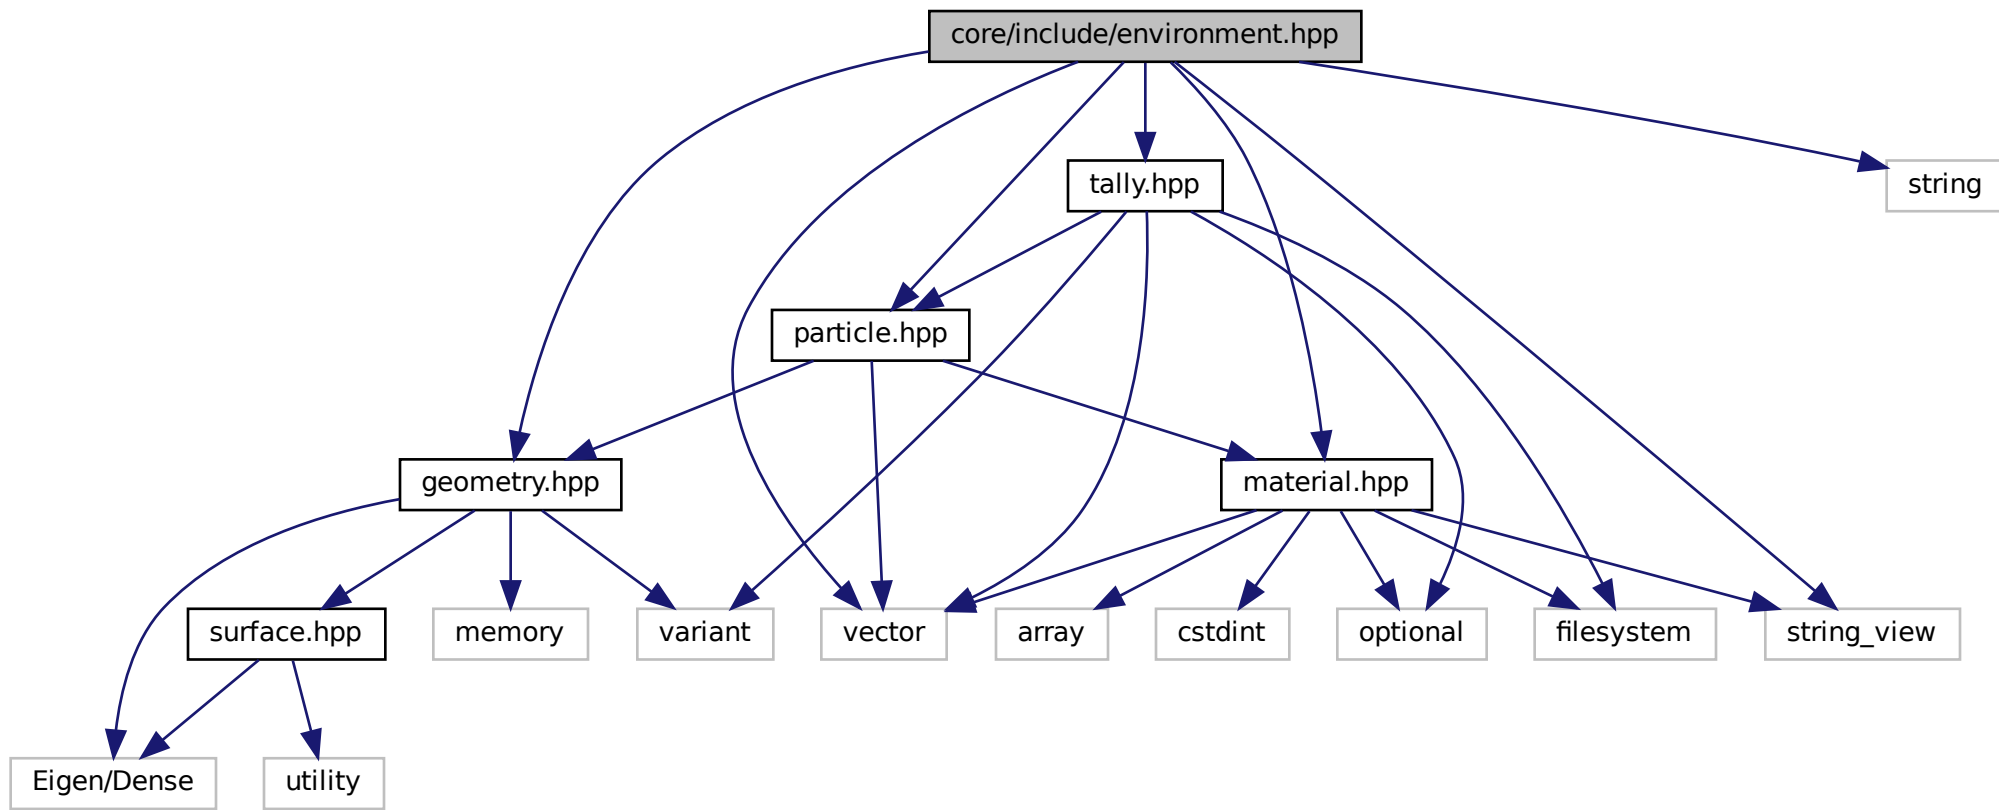 core/include/environment.hpp
tally.hpp
string
particle.hpp
geometry.hpp
material.hpp
surface.hpp
memory
variant
vector
array
cstdint
optional
filesystem
string_view
Eigen/Dense
utility